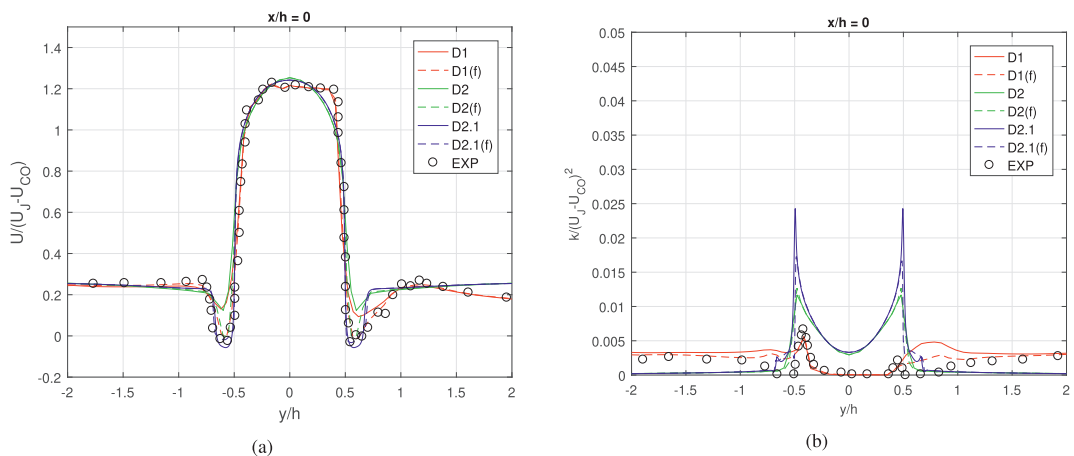 x/h = 0
1.4
1.2
1
0.8
0.6
0.4
0.2
0
-0.2
U/(U_J-U_CO)
-2 -1.5 -1 -0.5 0 0.5 1 1.5 2
y/h
D1
D1(f)
D2
D2(f)
D2.1
D2.1(f)
EXP
(a)
x/h = 0
0.05
0.045
0.04
0.035
0.03
0.025
0.02
0.015
0.01
0.005
0
k/(U_J-U_CO)^2
-2 -1.5 -1 -0.5 0 0.5 1 1.5 2
y/h
D1
D1(f)
D2
D2(f)
D2.1
D2.1(f)
EXP
(b)